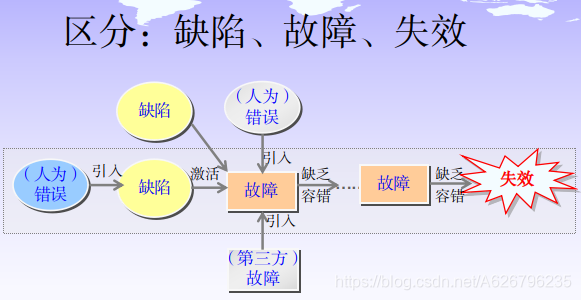 区分：缺陷、故障、失效
缺陷
（人为）
错误
引入
（人为）
错误
引入
缺陷
激活
故障
缺乏
容错
......
故障
缺乏
容错
失效
引入
（第三方）
故障
https://blog.csdn.net/A626796235